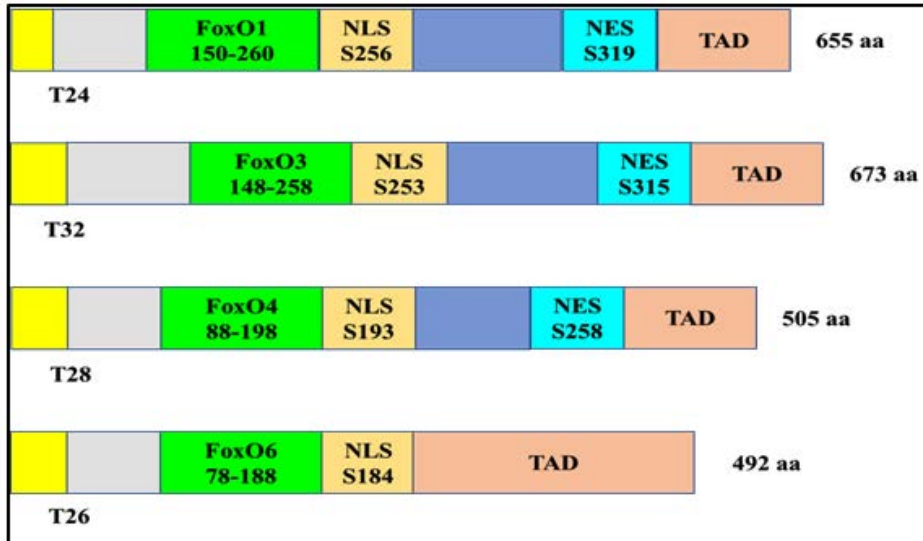 FoxO1 NLS NES TAD 655 aa
150-260 S256 S319
T24
FoxO3 NLS NES TAD 673 aa
148-258 S253 S315
T32
FoxO4 NLS NES TAD 505 aa
88-198 S193 S258
T28
FoxO6 NLS TAD 492 aa
78-188 S184
T26